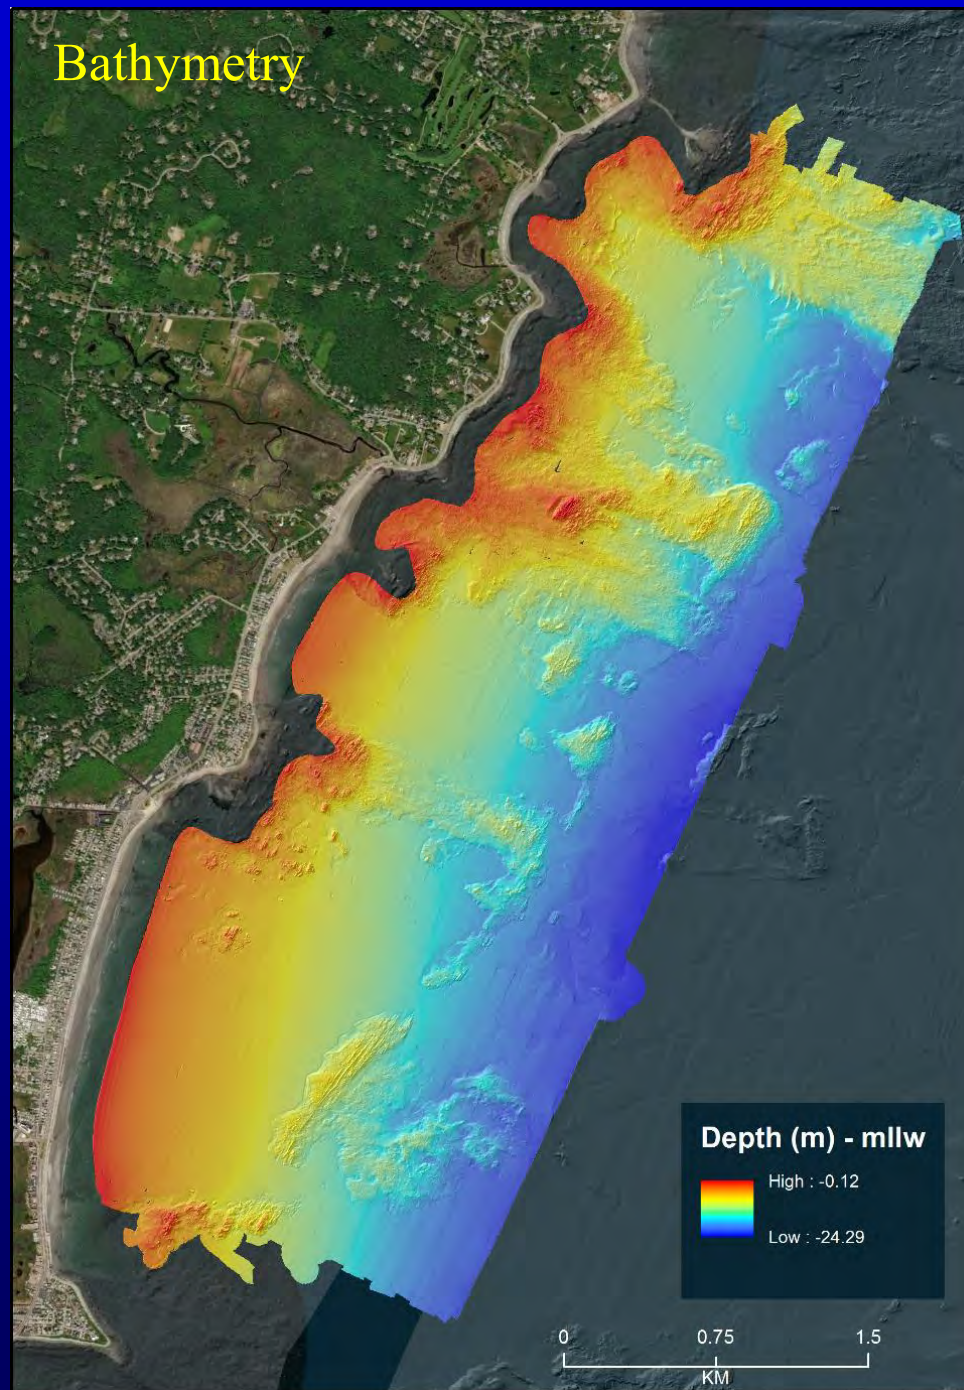 Bathymetry
Depth (m) - mllw
High : -0.12
Low : -24.29
0 0.75 1.5
KM